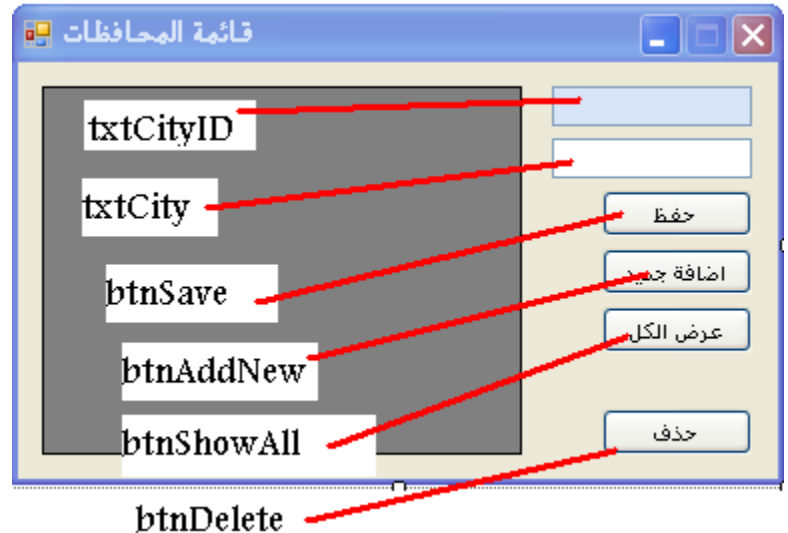 قائمة المحافظات
txtCityID
txtCity
حفظ
btnSave
اضافة جديد
btnAddNew
عرض الكل
btnShowAll
حذف
btnDelete